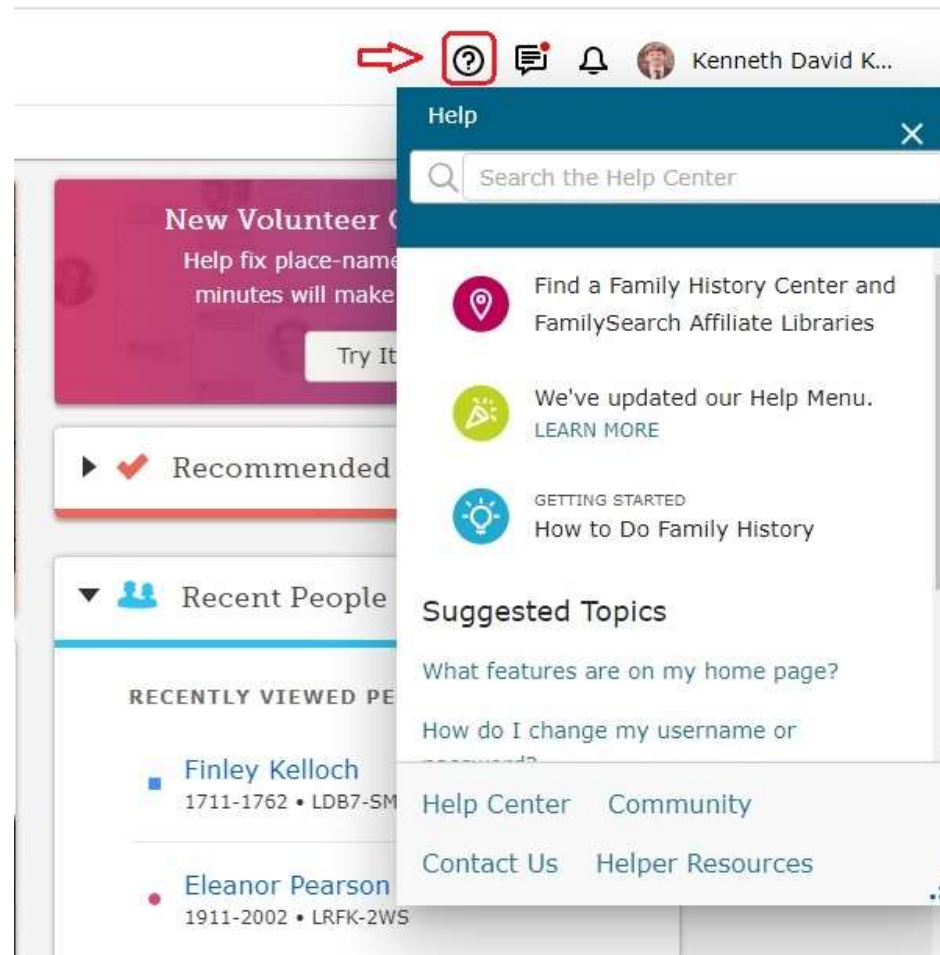 Kenneth David K...
Help
Search the Help Center
New Volunteer
Help fix place-name
minutes will make
Try It
Find a Family History Center and
FamilySearch Affiliate Libraries
We've updated our Help Menu.
LEARN MORE
Recommended
GETTING STARTED
How to Do Family History
Recent People
Suggested Topics
What features are on my home page?
RECENTLY VIEWED PE
How do I change my username or
Finley Kelloch
1711-1762 • LDB7-SM
Help Center Community
Contact Us Helper Resources
Eleanor Pearson
1911-2002 • LRFK-2WS